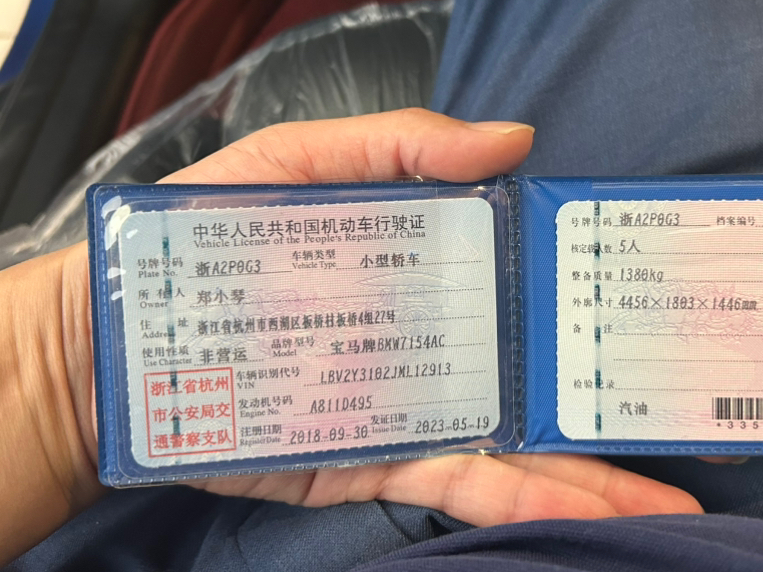 中华人民共和国机动车行驶证
Vehicle License of the People's Republic of China
号牌号码 浙A2P0G3 车辆类型 小型轿车
Plate No. Vehicle Type
所有人 郑小琴
Owner
住址 浙江省杭州市西湖区板桥村板桥4组27号
Address
使用性质 非营运 品牌型号 宝马牌BMW7154AC
Use Character Model
浙江省杭州
市公安局交
通警察支队
车辆识别代号 LBV2Y3102JML12913
VIN
发动机号码 A811D495
Engine No.
注册日期 2018-09-30 发证日期 2023-05-19
Register Date Issue Date
号牌号码 浙A2P0G3 档案编号
核定载人数 5人
整备质量 1380kg
外廓尺寸 4456×1803×1446mm
备注
检验记录
汽油
*335